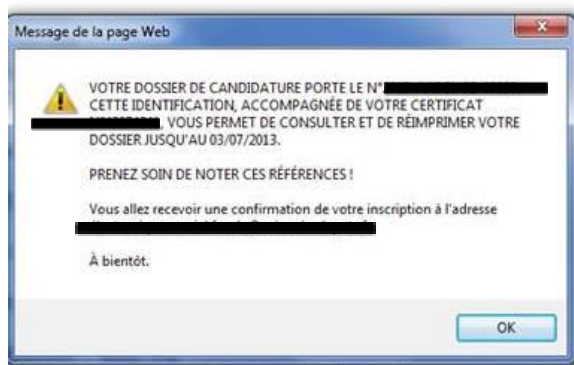 Message de la page Web
VOTRE DOSSIER DE CANDIDATURE PORTE LE N°
CETTE IDENTIFICATION, ACCOMPAGNÉE DE VOTRE CERTIFICAT
, VOUS PERMET DE CONSULTER ET DE RÉIMPRIMER VOTRE
DOSSIER JUSQU'AU 03/07/2013.
PRENEZ SOIN DE NOTER CES RÉFÉRENCES !
Vous allez recevoir une confirmation de votre inscription à l'adresse
À bientôt.
OK